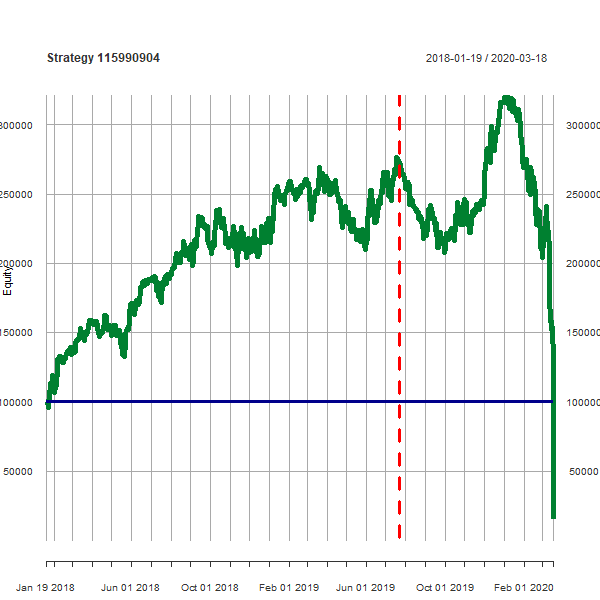 Strategy 115990904
2018-01-19 / 2020-03-18
300000
300000
250000
250000
200000
200000
Equity
150000
150000
100000
100000
50000
50000
Jan 19 2018
Jun 01 2018
Oct 01 2018
Feb 01 2019
Jun 01 2019
Oct 01 2019
Feb 01 2020